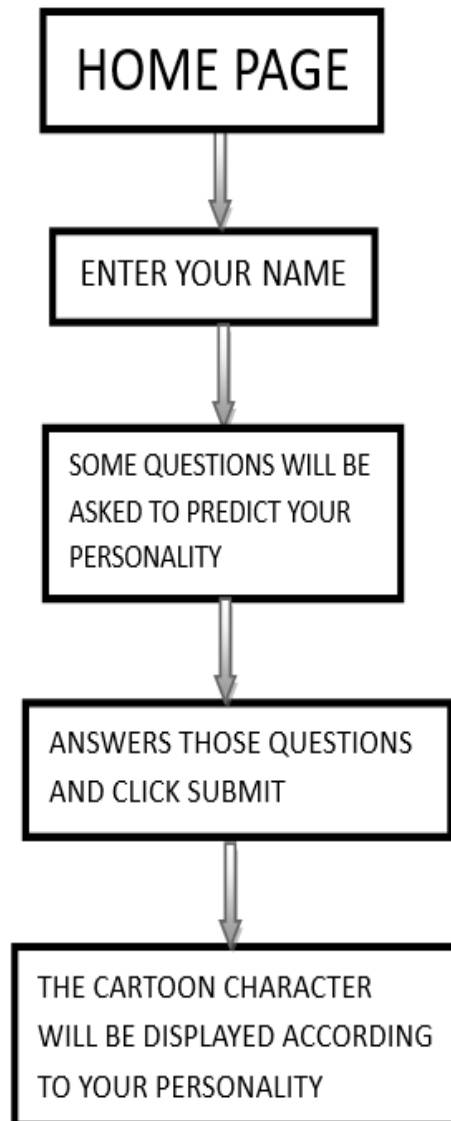 HOME PAGE
ENTER YOUR NAME
SOME QUESTIONS WILL BE
ASKED TO PREDICT YOUR
PERSONALITY
ANSWERS THOSE QUESTIONS
AND CLICK SUBMIT
THE CARTOON CHARACTER
WILL BE DISPLAYED ACCORDING
TO YOUR PERSONALITY